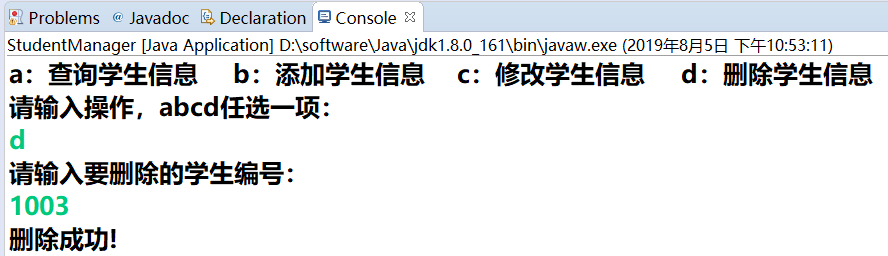 Problems @ Javadoc Declaration Console
StudentManager [Java Application] D:\software\Java\jdk1.8.0_161\bin\javaw.exe (2019年8月5日 下午10:53:11)
a：查询学生信息 b：添加学生信息 c：修改学生信息 d：删除学生信息
请输入操作，abcd任选一项：
d
请输入要删除的学生编号：
1003
删除成功!